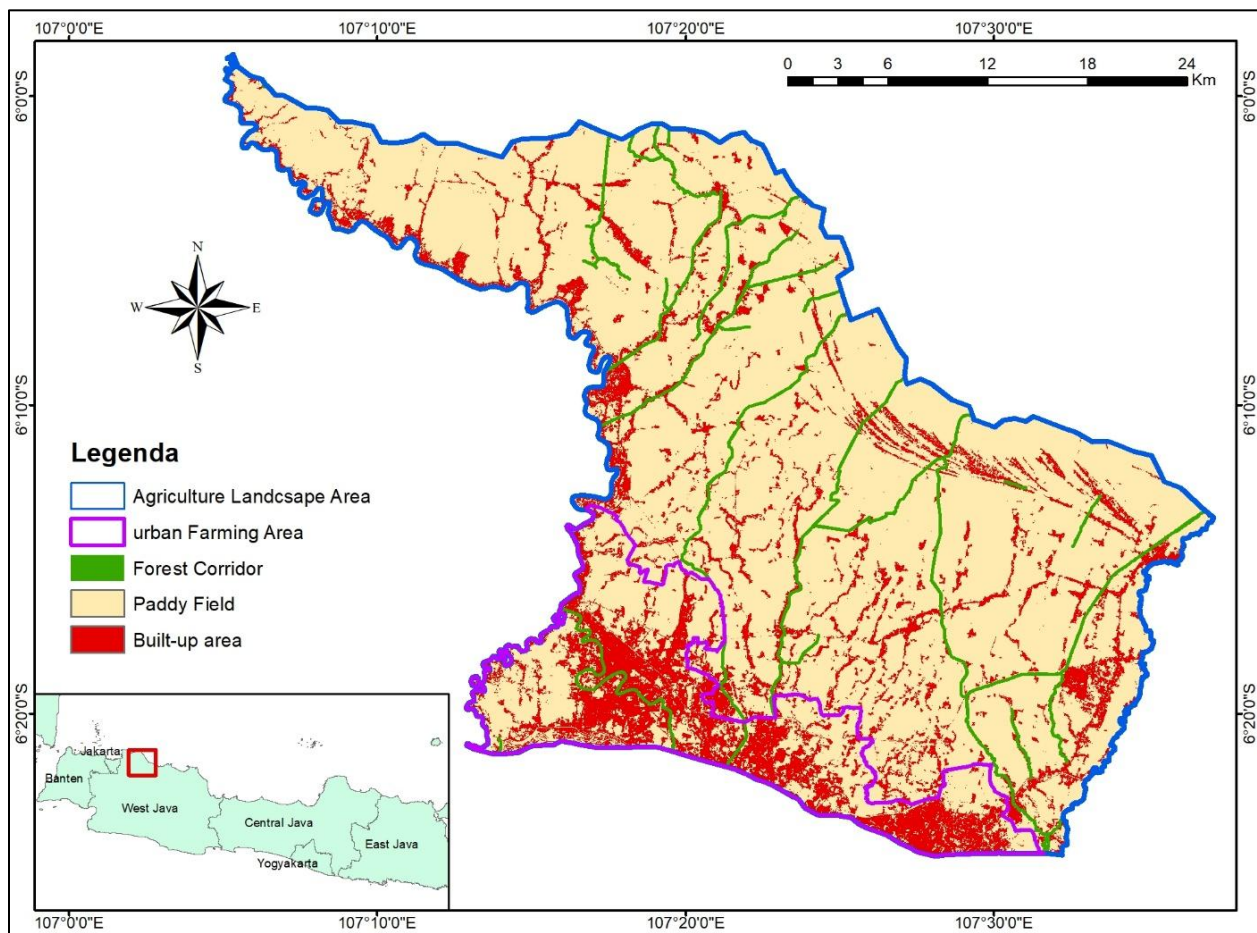 107°0'0"E 107°10'0"E 107°20'0"E 107°30'0"E
0 3 6 12 18 24
Km
6°0'0"S 6°0'0"S
N
W E
S
6°10'0"S 6°10'0"S
Legenda
Agriculture Landcsape Area
urban Farming Area
Forest Corridor
Paddy Field
Built-up area
6°20'0"S 6°20'0"S
Jakarta
Banten
West Java
Central Java
East Java
Yogyakarta
107°0'0"E 107°10'0"E 107°20'0"E 107°30'0"E